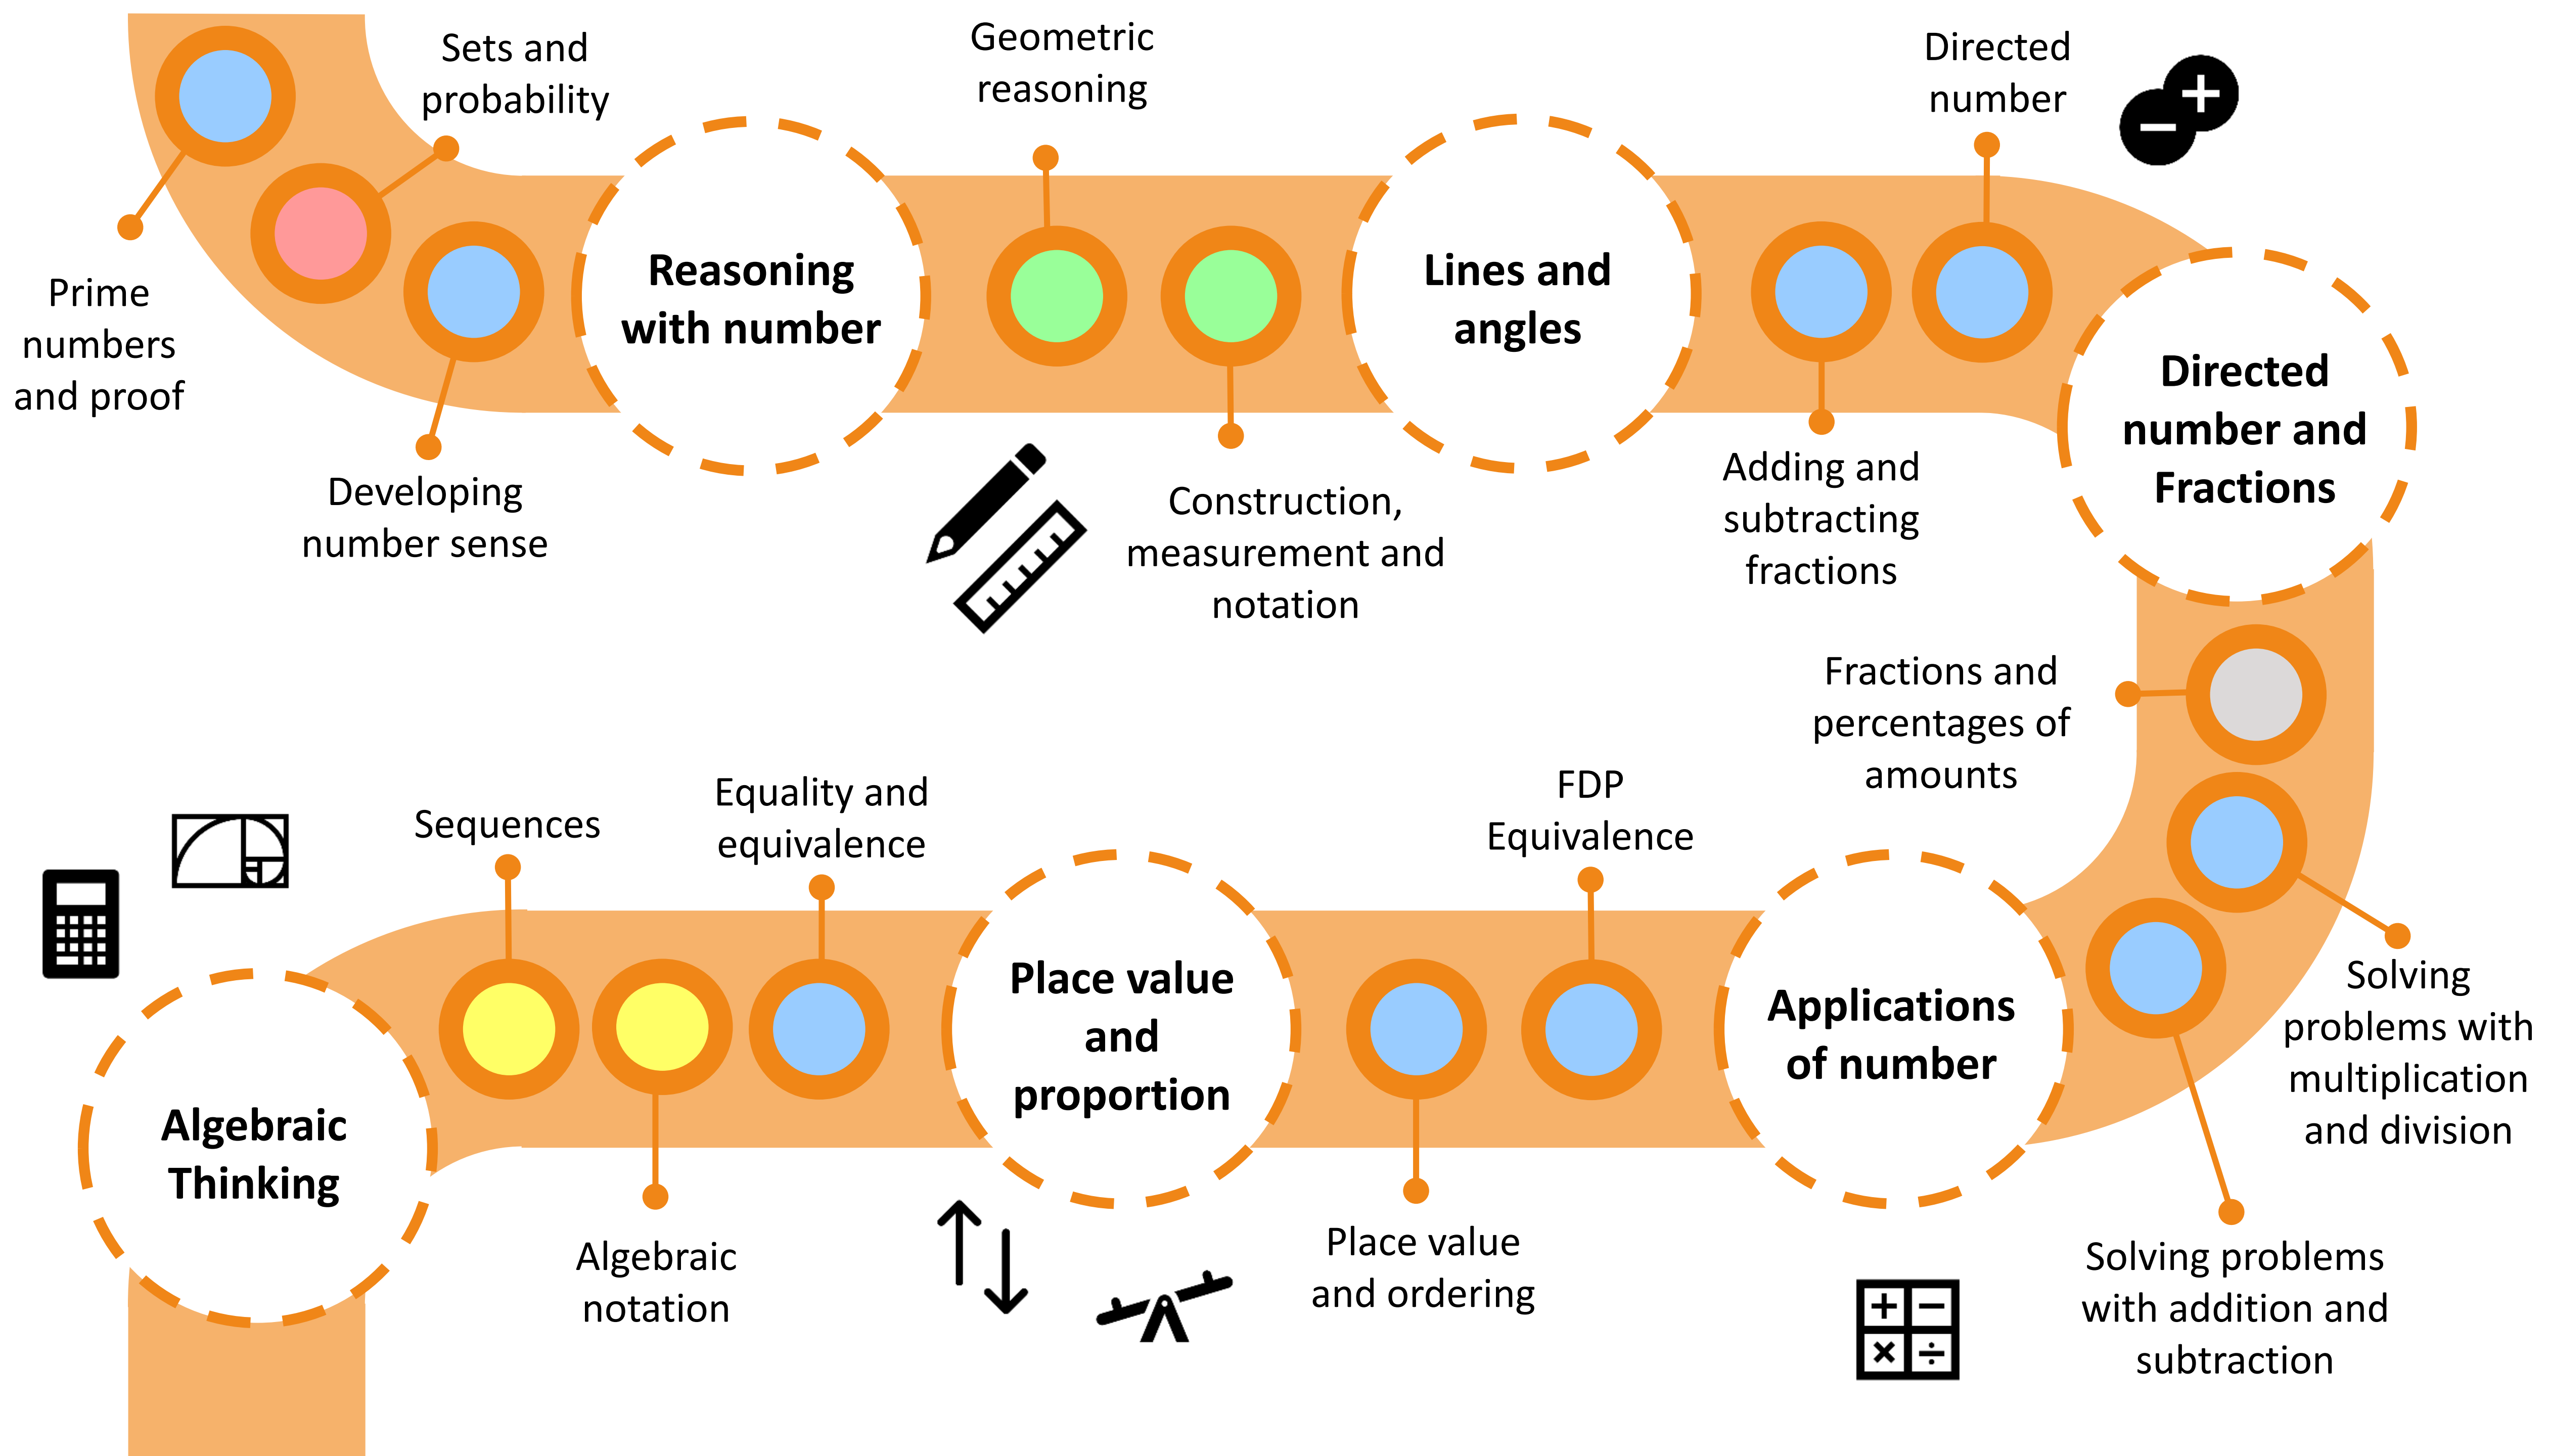 Sets and
probability
Geometric
reasoning
Directed
number
Prime
numbers
and proof
Reasoning
with number
Lines and
angles
Directed
number and
Fractions
Developing
number sense
Construction,
measurement and
notation
Adding and
subtracting
fractions
Fractions and
percentages of
amounts
Sequences
Equality and
equivalence
FDP
Equivalence
Algebraic
Thinking
Place value
and
proportion
Applications
of number
Solving
problems with
multiplication
and division
Algebraic
notation
Place value
and ordering
Solving problems
with addition and
subtraction